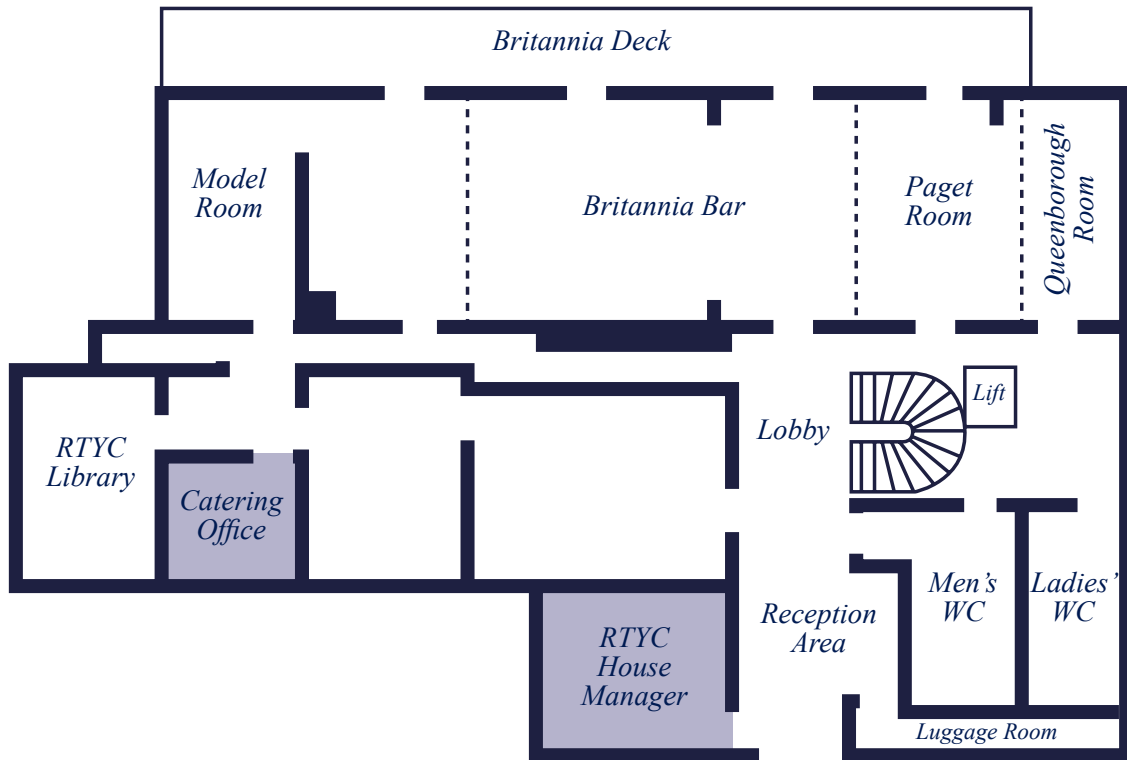 Britannia Deck
Model
Room
Britannia Bar
Paget
Room
Queenborough
Room
RTYC
Library
Catering
Office
Lobby
Lift
RTYC
House
Manager
Reception
Area
Men’s
WC
Ladies’
WC
Luggage Room